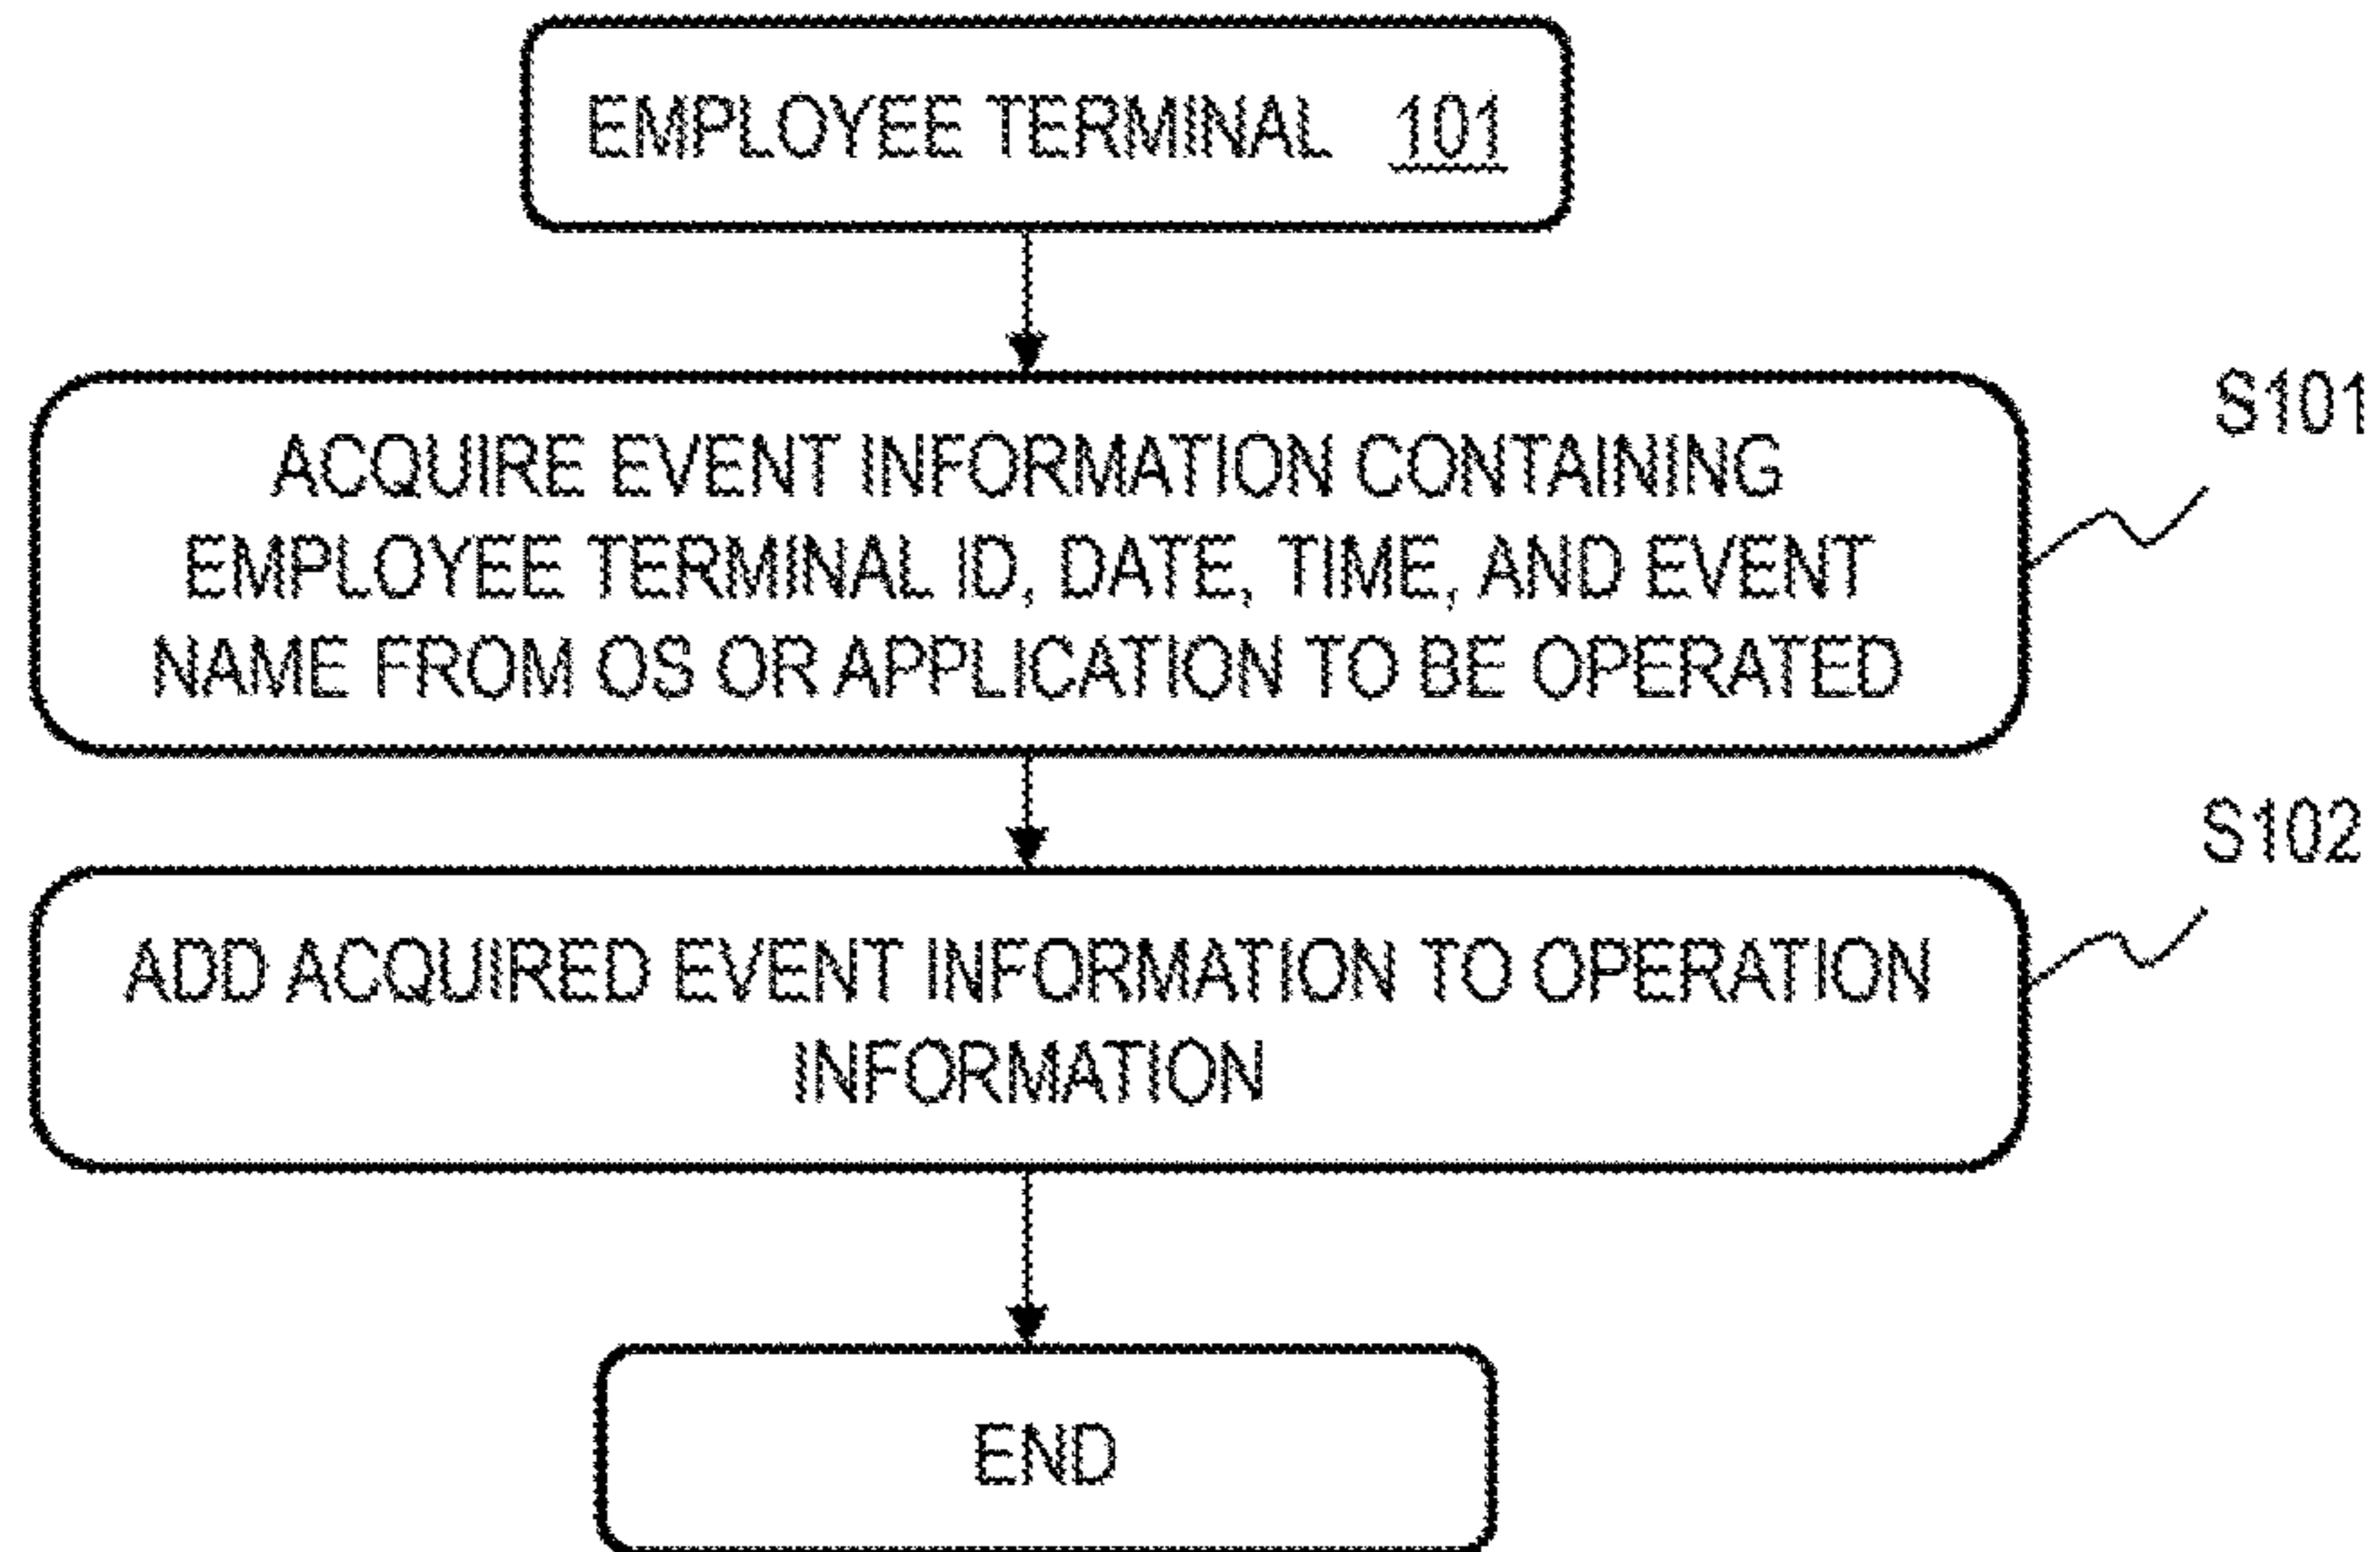 EMPLOYEE TERMINAL 101
S101
ACQUIRE EVENT INFORMATION CONTAINING
EMPLOYEE TERMINAL ID, DATE, TIME, AND EVENT
NAME FROM OS OR APPLICATION TO BE OPERATED
S102
ADD ACQUIRED EVENT INFORMATION TO OPERATION
INFORMATION
END